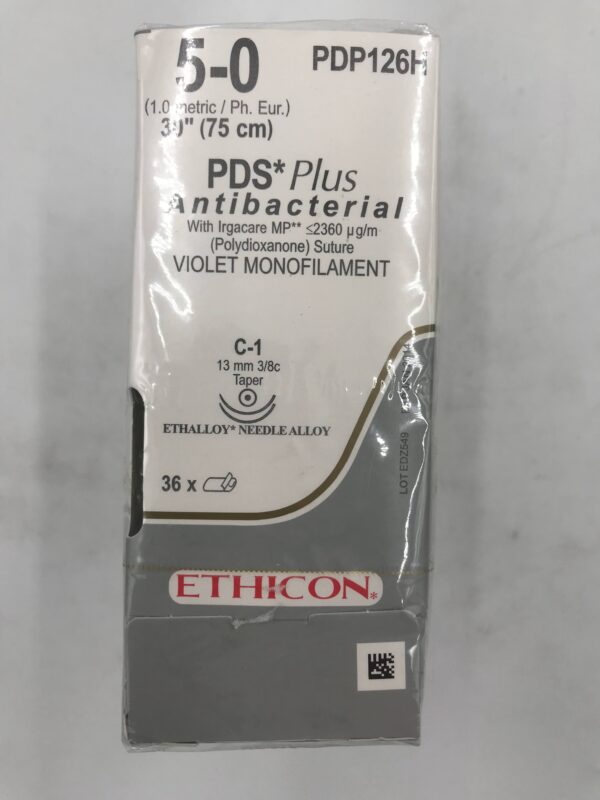 5-0
PDP126H
(1.0 metric / Ph. Eur.)
30" (75 cm)
PDS* Plus
Antibacterial
With Irgacare MP** ≤2360 µg/m
(Polydioxanone) Suture
VIOLET MONOFILAMENT
C-1
13 mm 3/8c
Taper
ETHALLOY* NEEDLE ALLOY
36 x
LOT EDZ549
ETHICON*